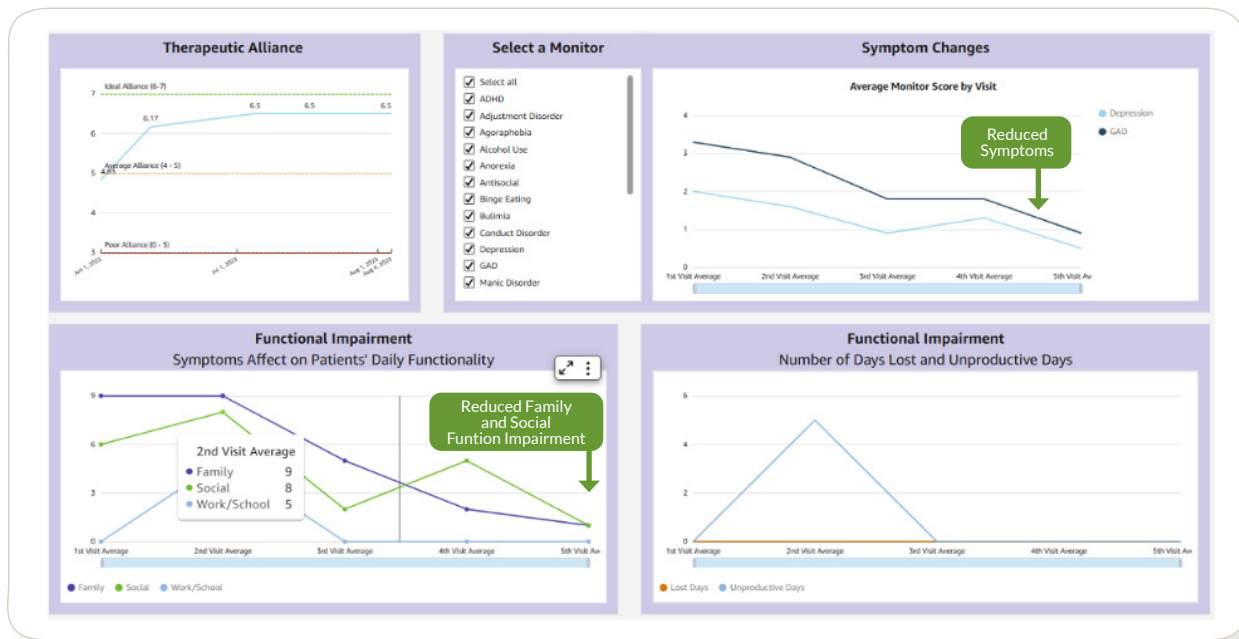 Therapeutic Alliance
Ideal Alliance (6-7)
7
6.17
6.5
6.5
6.5
6
Average Alliance (4 - 5)
5
4
Poor Alliance (0 - 3)
3
Jun 1, 2023
Jul 1, 2023
Aug 1, 2023
Aug 4, 2023
Select a Monitor
Select all
ADHD
Adjustment Disorder
Agoraphobia
Alcohol Use
Anorexia
Antisocial
Binge Eating
Bulimia
Conduct Disorder
Depression
GAD
Manic Disorder
Symptom Changes
Average Monitor Score by Visit
4
3
2
1
0
1st Visit Average
2nd Visit Average
3rd Visit Average
4th Visit Average
5th Visit Av
Depression
GAD
Reduced
Symptoms
Functional Impairment
Symptoms Affect on Patients' Daily Functionality
9
6
3
0
2nd Visit Average
Family 9
Social 8
Work/School 5
Reduced Family
and Social
Funtion Impairment
1st Visit Average
2nd Visit Average
3rd Visit Average
4th Visit Average
5th Visit Av
Family
Social
Work/School
Functional Impairment
Number of Days Lost and Unproductive Days
6
4
2
0
1st Visit Average
2nd Visit Average
3rd Visit Average
4th Visit Average
5th Visit Av
Lost Days
Unproductive Days